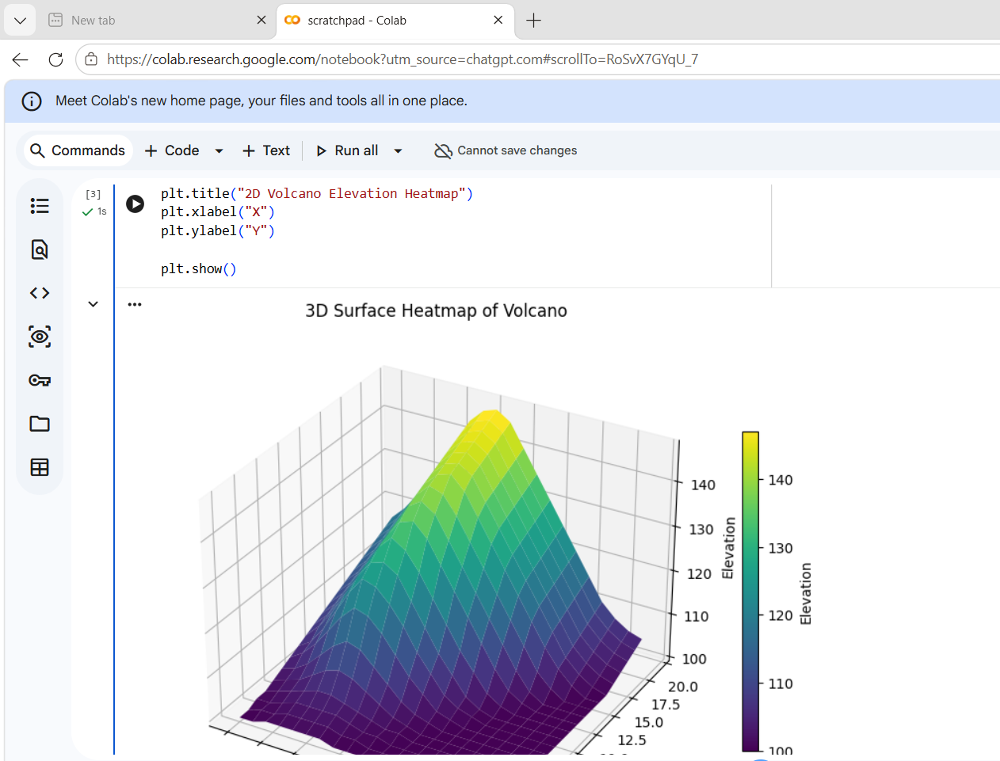 New tab
scratchpad - Colab
https://colab.research.google.com/notebook?utm_source=chatgpt.com#scrollTo=RoSvX7GYqU_7
Meet Colab's new home page, your files and tools all in one place.
Commands + Code + Text Run all Cannot save changes
[3]
1s
plt.title("2D Volcano Elevation Heatmap")
plt.xlabel("X")
plt.ylabel("Y")
plt.show()
3D Surface Heatmap of Volcano
140
130
120
110
100
Elevation
20.0
17.5
15.0
12.5
140
130
120
110
100
Elevation